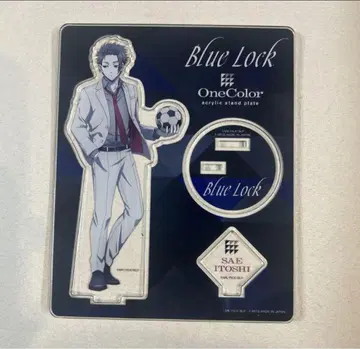 Blue Lock
OneColor
acrylic stand plate
Blue Lock
SAE
ITOSHI